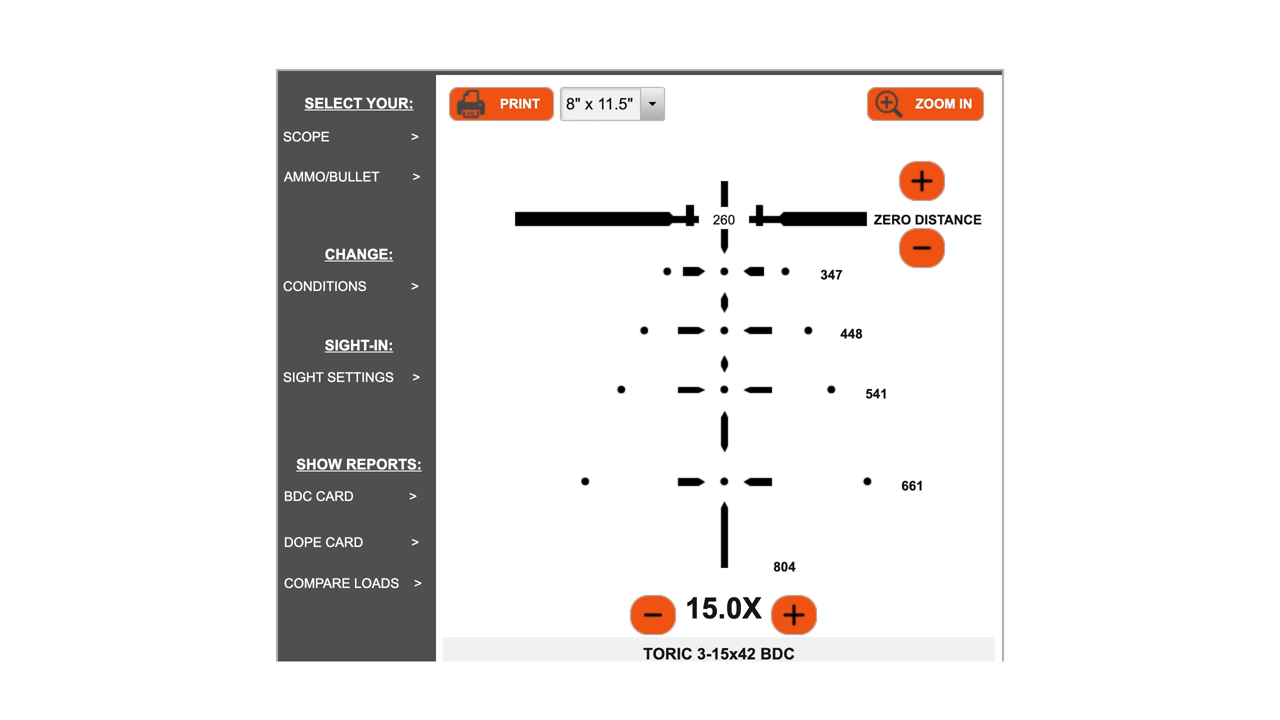 SELECT YOUR:
SCOPE >
AMMO/BULLET >
CHANGE:
CONDITIONS >
SIGHT-IN:
SIGHT SETTINGS >
SHOW REPORTS:
BDC CARD >
DOPE CARD >
COMPARE LOADS >
PRINT
8" x 11.5"
ZOOM IN
260
ZERO DISTANCE
347
448
541
661
804
15.0X
TORIC 3-15x42 BDC